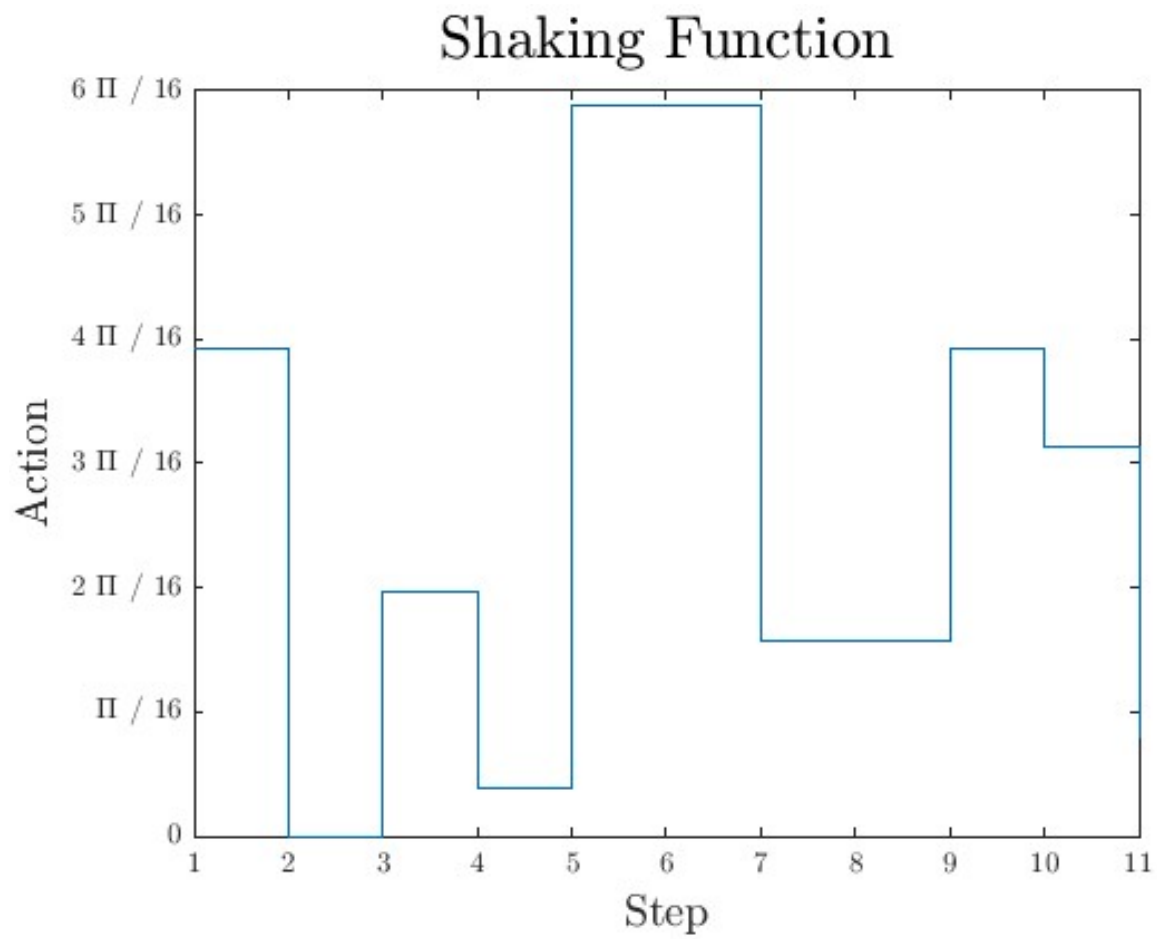 Shaking Function
6 Π / 16
5 Π / 16
4 Π / 16
3 Π / 16
2 Π / 16
Π / 16
0
Action
1 2 3 4 5 6 7 8 9 10 11
Step